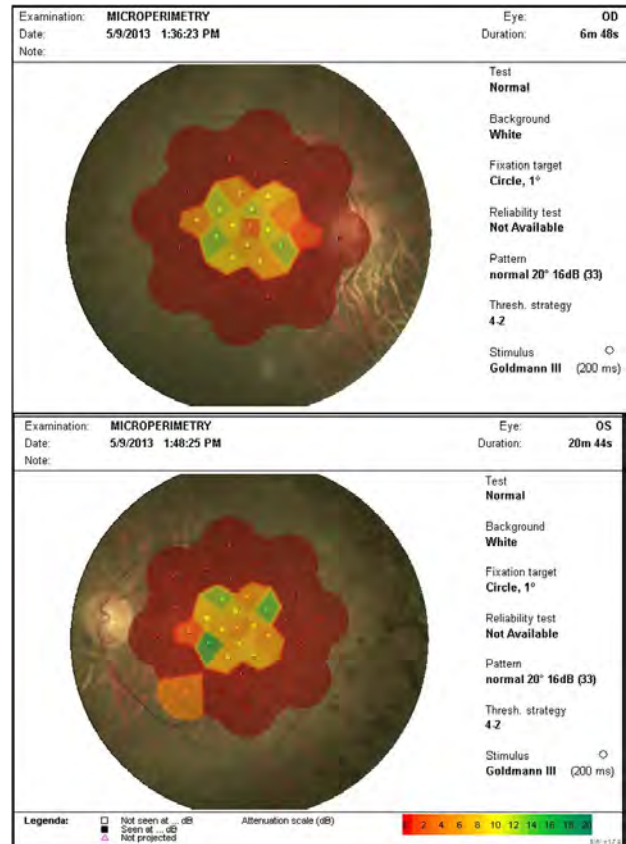 Examination: MICROPERIMETRY Eye: OD
Date: 5/9/2013 1:36:23 PM Duration: 6m 48s
Note:
Test
Normal
Background
White
Fixation target
Circle, 1°
Reliability test
Not Available
Pattern
normal 20° 16dB (33)
Thresh. strategy
4-2
Stimulus
Goldmann III (200 ms)
Examination: MICROPERIMETRY Eye: OS
Date: 5/9/2013 1:48:25 PM Duration: 20m 44s
Note:
Test
Normal
Background
White
Fixation target
Circle, 1°
Reliability test
Not Available
Pattern
normal 20° 16dB (33)
Thresh. strategy
4-2
Stimulus
Goldmann III (200 ms)
Legenda: Not seen at ... dB Attenuation scale (dB) 2 4 6 8 10 12 14 16 18 20
Seen at ... dB
Not projected